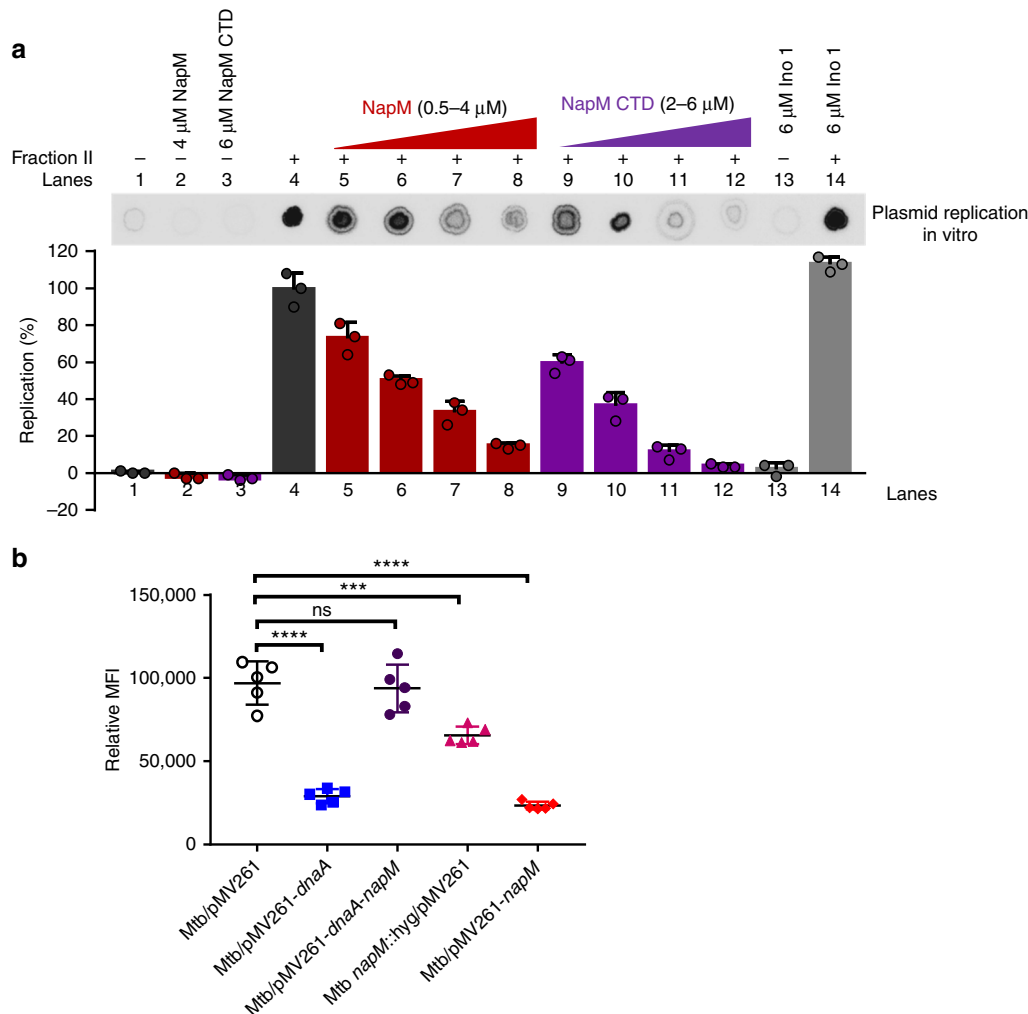 a
– 4 μM NapM
– 6 μM NapM CTD
NapM (0.5–4 μM)
NapM CTD (2–6 μM)
6 μM Ino 1
6 μM Ino 1
Fraction II – + + + + + + + + + – +
Lanes 1 2 3 4 5 6 7 8 9 10 11 12 13 14
Plasmid replication
in vitro
Replication (%)
120
100
80
60
40
20
0
–20
1 2 3 4 5 6 7 8 9 10 11 12 13 14 Lanes
b
Relative MFI
150,000
100,000
50,000
0
****
***
ns
****
Mtb/pMV261
Mtb/pMV261-dnaA
Mtb/pMV261-dnaA-napM
Mtb napM::hyg/pMV261
Mtb/pMV261-napM